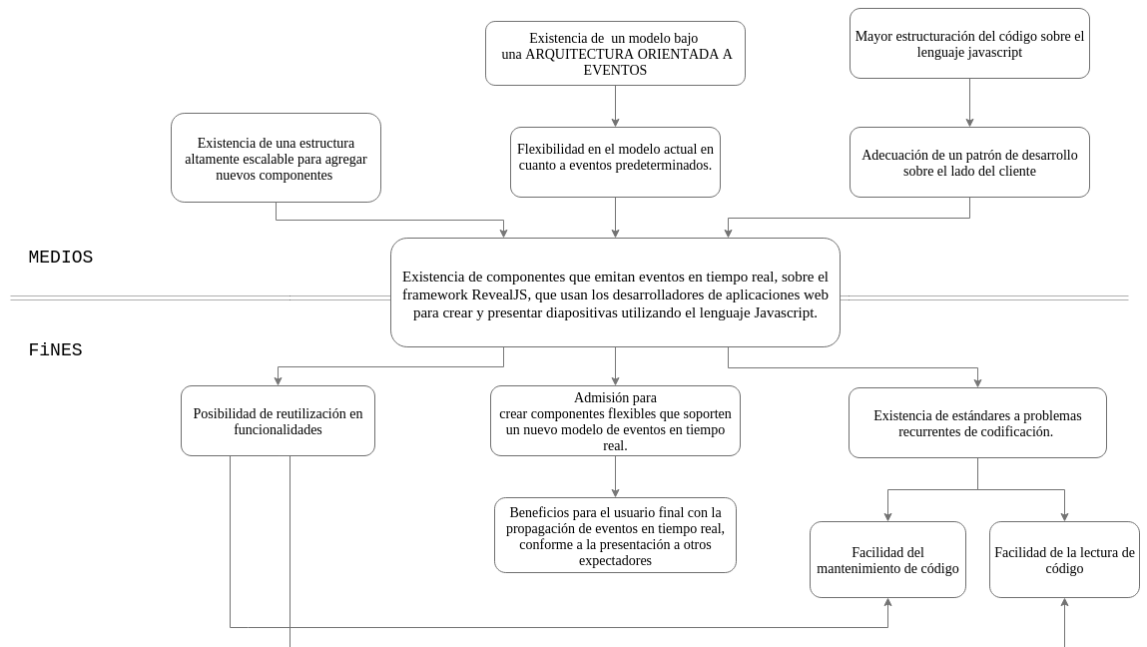 Existencia de un modelo bajo
una ARQUITECTURA ORIENTADA A
EVENTOS
Mayor estructuración del código sobre el
lenguaje javascript
Existencia de una estructura
altamente escalable para agregar
nuevos componentes
Flexibilidad en el modelo actual en
cuanto a eventos predeterminados.
Adecuación de un patrón de desarrollo
sobre el lado del cliente
MEDIOS
Existencia de componentes que emitan eventos en tiempo real, sobre el
framework RevealJS, que usan los desarrolladores de aplicaciones web
para crear y presentar diapositivas utilizando el lenguaje Javascript.
FiNES
Posibilidad de reutilización en
funcionalidades
Admisión para
crear componentes flexibles que soporten
un nuevo modelo de eventos en tiempo
real.
Existencia de estándares a problemas
recurrentes de codificación.
Beneficios para el usuario final con la
propagación de eventos en tiempo real,
conforme a la presentación a otros
expectadores
Facilidad del
mantenimiento de código
Facilidad de la lectura de
código